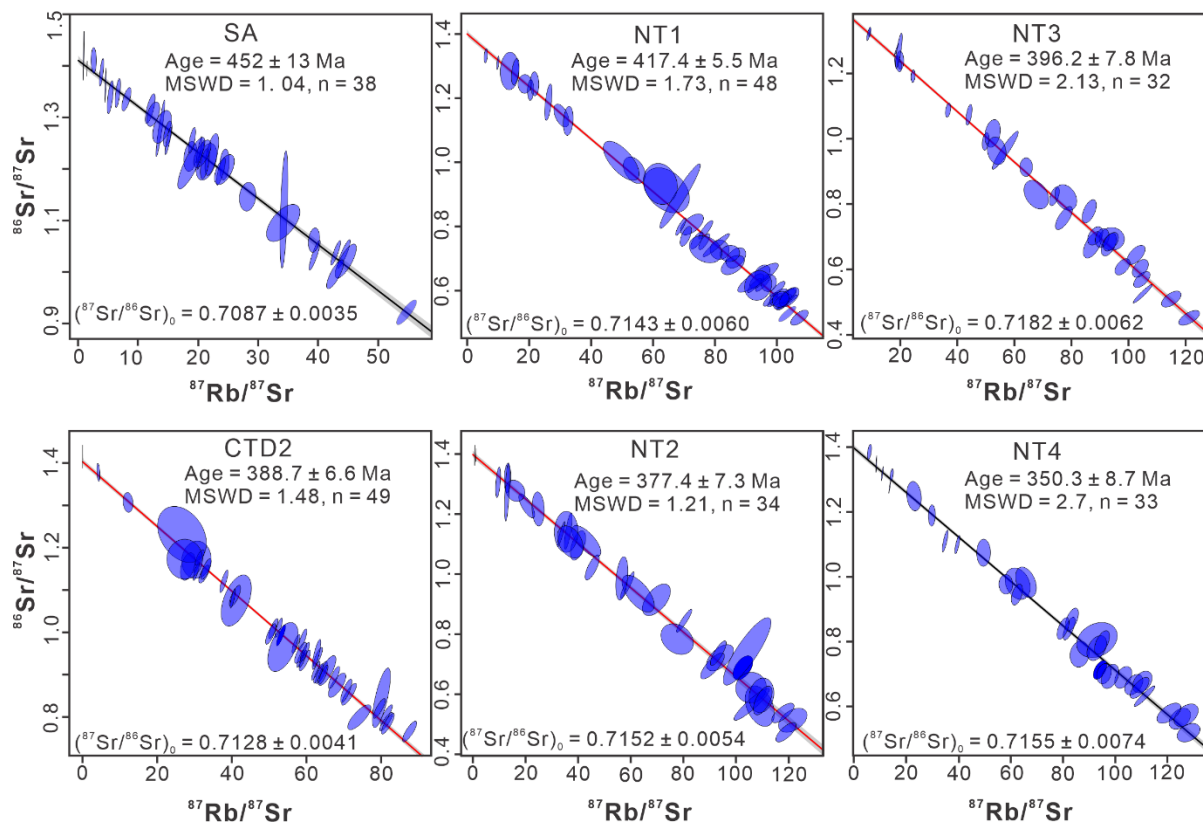 SA
Age = 452 ± 13 Ma
MSWD = 1. 04, n = 38
(⁸⁷Sr/⁸⁶Sr)₀ = 0.7087 ± 0.0035
1.5
1.3
1.1
0.9
0 10 20 30 40 50
⁸⁷Rb/⁸⁷Sr
⁸⁶Sr/⁸⁷Sr
NT1
Age = 417.4 ± 5.5 Ma
MSWD = 1.73, n = 48
(⁸⁷Sr/⁸⁶Sr)₀ = 0.7143 ± 0.0060
1.4
1.2
1.0
0.8
0.6
0 20 40 60 80 100
⁸⁷Rb/⁸⁷Sr
NT3
Age = 396.2 ± 7.8 Ma
MSWD = 2.13, n = 32
(⁸⁷Sr/⁸⁶Sr)₀ = 0.7182 ± 0.0062
1.2
1.0
0.8
0.6
0.4
0 20 40 60 80 100 120
⁸⁷Rb/⁸⁷Sr
CTD2
Age = 388.7 ± 6.6 Ma
MSWD = 1.48, n = 49
(⁸⁷Sr/⁸⁶Sr)₀ = 0.7128 ± 0.0041
1.4
1.2
1.0
0.8
0 20 40 60 80
⁸⁷Rb/⁸⁷Sr
⁸⁶Sr/⁸⁷Sr
NT2
Age = 377.4 ± 7.3 Ma
MSWD = 1.21, n = 34
(⁸⁷Sr/⁸⁶Sr)₀ = 0.7152 ± 0.0054
1.4
1.2
1.0
0.8
0.6
0.4
0 20 40 60 80 100 120
⁸⁷Rb/⁸⁷Sr
NT4
Age = 350.3 ± 8.7 Ma
MSWD = 2.7, n = 33
(⁸⁷Sr/⁸⁶Sr)₀ = 0.7155 ± 0.0074
1.4
1.2
1.0
0.8
0.6
0 20 40 60 80 100 120
⁸⁷Rb/⁸⁷Sr